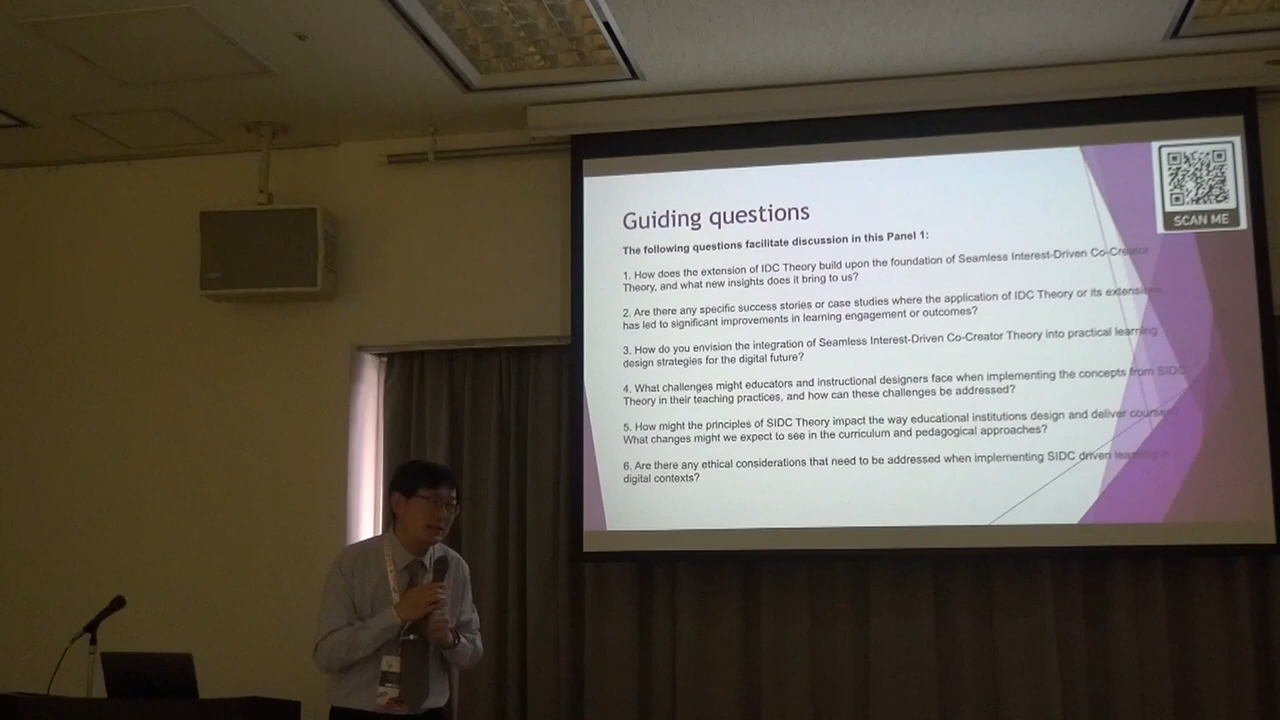 Guiding questions
The following questions facilitate discussion in this Panel 1:
1. How does the extension of IDC Theory build upon the foundation of Seamless Interest-Driven Co-Creator
Theory, and what new insights does it bring to us?
2. Are there any specific success stories or case studies where the application of IDC Theory or its extensions
has led to significant improvements in learning engagement or outcomes?
3. How do you envision the integration of Seamless Interest-Driven Co-Creator Theory into practical learning
design strategies for the digital future?
4. What challenges might educators and instructional designers face when implementing the concepts from SIDC
Theory in their teaching practices, and how can these challenges be addressed?
5. How might the principles of SIDC Theory impact the way educational institutions design and deliver courses?
What changes might we expect to see in the curriculum and pedagogical approaches?
6. Are there any ethical considerations that need to be addressed when implementing SIDC driven learning in
digital contexts?
SCAN ME